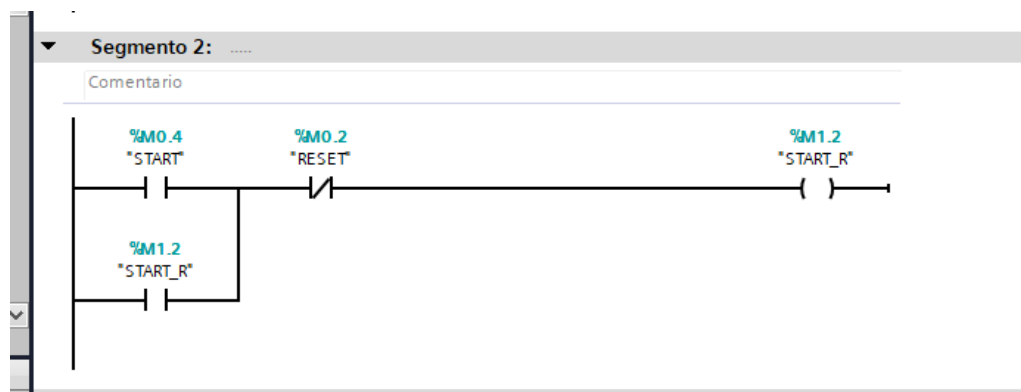 Segmento 2: .....
Comentario
%M0.4 %M0.2 %M1.2
"START" "RESET" "START_R"
%M1.2
"START_R"